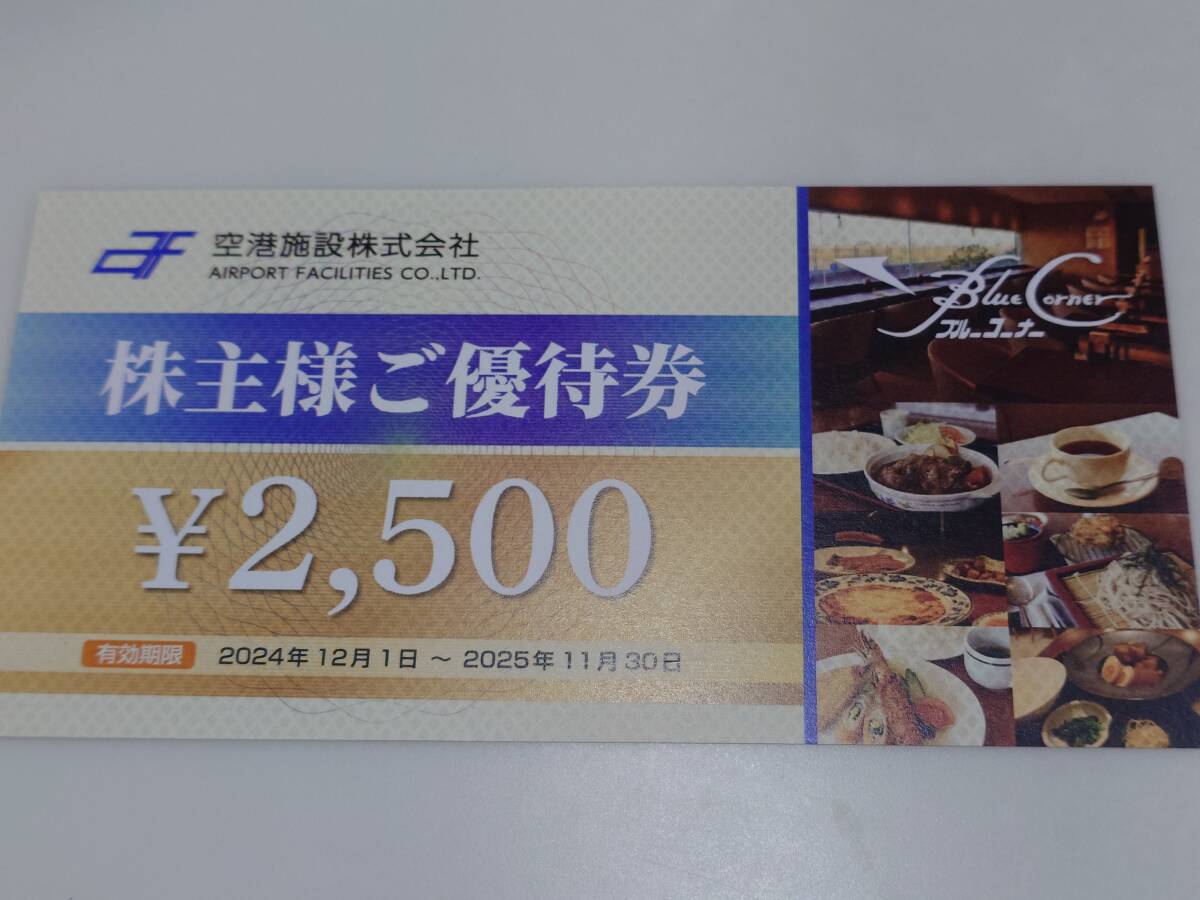 空港施設株式会社
AIRPORT FACILITIES CO.,LTD.
株主様ご優待券
¥2,500
有効期限 2024年12月1日 ～ 2025年11月30日
Blue Corner
ブルーコーナー